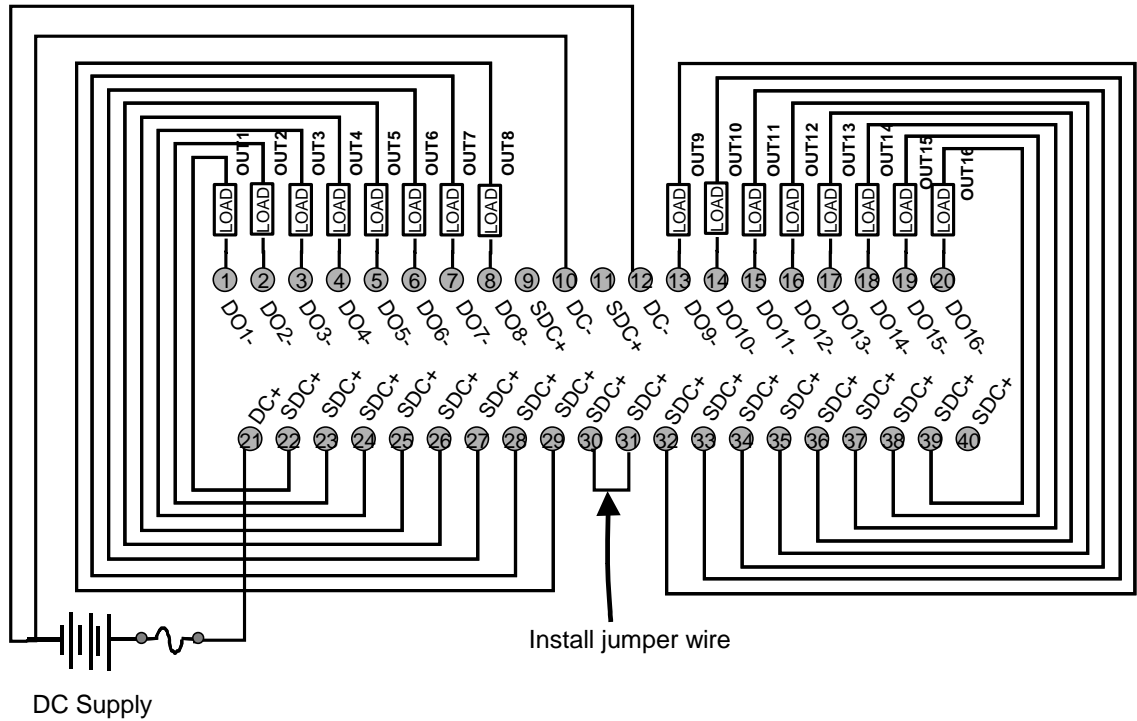 OUT1 OUT2 OUT3 OUT4 OUT5 OUT6 OUT7 OUT8 OUT9 OUT10 OUT11 OUT12 OUT13 OUT14 OUT15 OUT16
LOAD LOAD LOAD LOAD LOAD LOAD LOAD LOAD LOAD LOAD LOAD LOAD LOAD LOAD LOAD LOAD
1 2 3 4 5 6 7 8 9 10 11 12 13 14 15 16 17 18 19 20
DO1- DO2- DO3- DO4- DO5- DO6- DO7- DO8- SDC+ DC- SDC+ DC- DO9- DO10- DO11- DO12- DO13- DO14- DO15- DO16-
DC+ SDC+ SDC+ SDC+ SDC+ SDC+ SDC+ SDC+ SDC+ SDC+ SDC+ SDC+ SDC+ SDC+ SDC+ SDC+ SDC+ SDC+ SDC+ SDC+
21 22 23 24 25 26 27 28 29 30 31 32 33 34 35 36 37 38 39 40
Install jumper wire
DC Supply